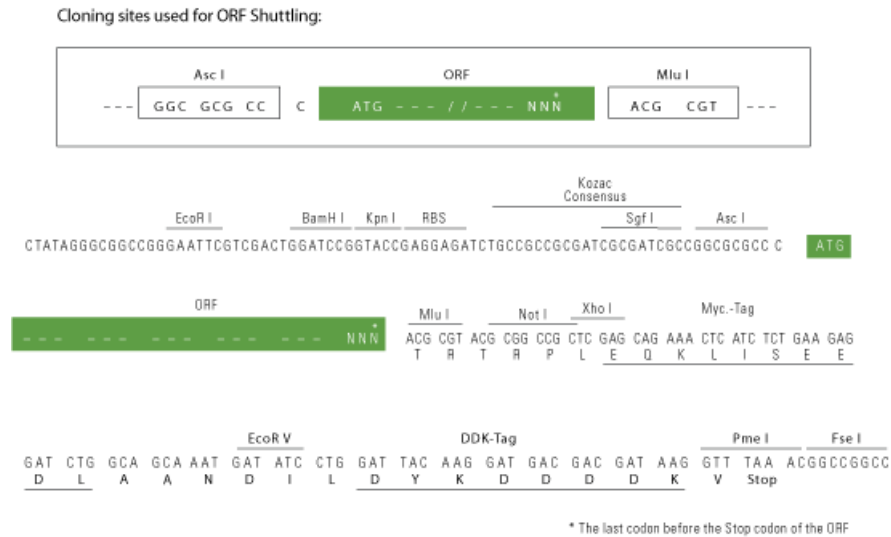 Cloning sites used for ORF Shuttling:
Asc I ORF Mlu I
--- GGC GCG CC C ATG --- // --- NNN* ACG CGT ---
Kozac
Consensus
EcoR I BamH I Kpn I RBS Sgf I Asc I
CTATAGGGCGGCCGGGAATTCGTCGACTGGATCCGGTACCGAGGAGATCTGCCGCCGCGATCGCGATCGCCGGCGCGCC C ATG
ORF Mlu I Not I Xho I Myc.-Tag
--- --- --- --- --- NNN* ACG CGT ACG CGG CCG CTC GAG CAG AAA CTC ATC TCT GAA GAG
T R T R P L E Q K L I S E E
EcoR V DDK-Tag Pme I Fse I
GAT CTG GCA GCA AAT GAT ATC CTG GAT TAC AAG GAT GAC GAC GAT AAG GTT TAA ACGGCCGGCC
D L A A N D I L D Y K D D D D K V Stop
* The last codon before the Stop codon of the ORF